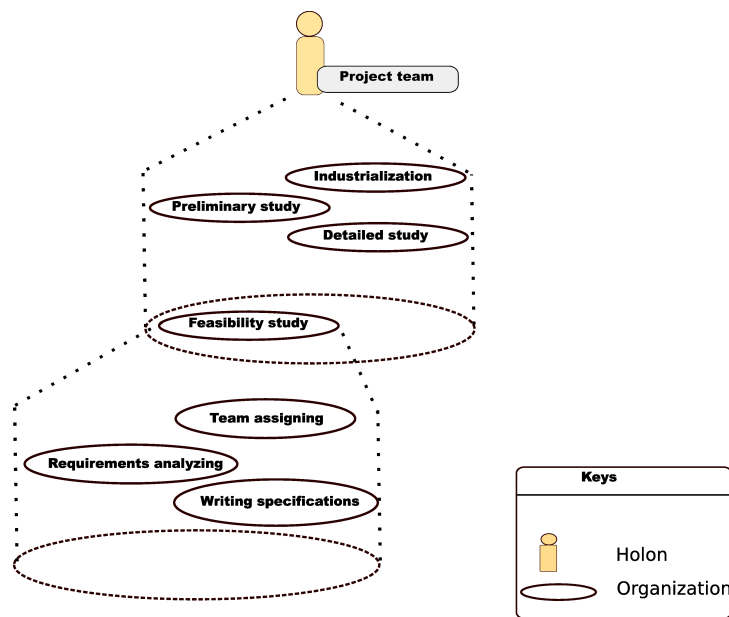 Project team
Industrialization
Preliminary study
Detailed study
Feasibility study
Team assigning
Requirements analyzing
Writing specifications
Keys
Holon
Organization